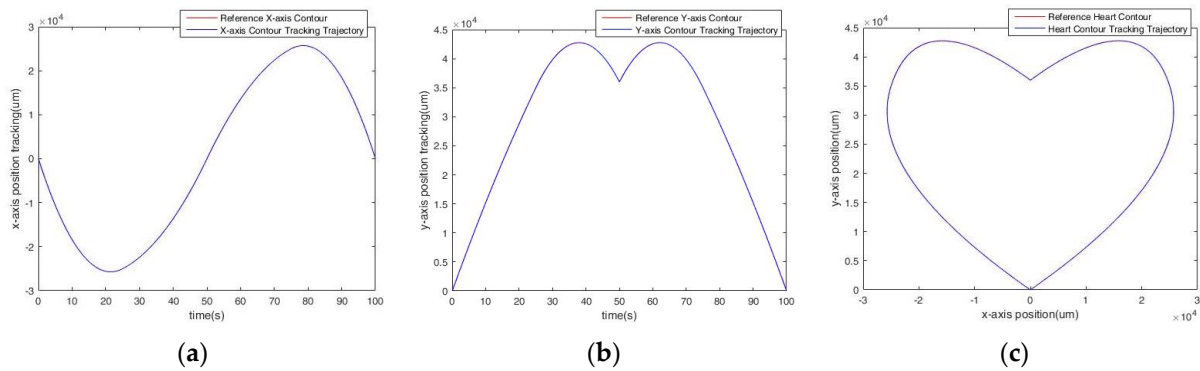 ×10⁴
Reference X-axis Contour
X-axis Contour Tracking Trajectory
3
2
1
0
-1
-2
-3
x-axis position tracking(um)
0 10 20 30 40 50 60 70 80 90 100
time(s)
(a)
×10⁴
Reference Y-axis Contour
Y-axis Contour Tracking Trajectory
4.5
4
3.5
3
2.5
2
1.5
1
0.5
0
y-axis position tracking(um)
0 10 20 30 40 50 60 70 80 90 100
time(s)
(b)
×10⁴
Reference Heart Contour
Heart Contour Tracking Trajectory
4.5
4
3.5
3
2.5
2
1.5
1
0.5
0
y-axis position(um)
-3 -2 -1 0 1 2 3
x-axis position(um)
×10⁴
(c)